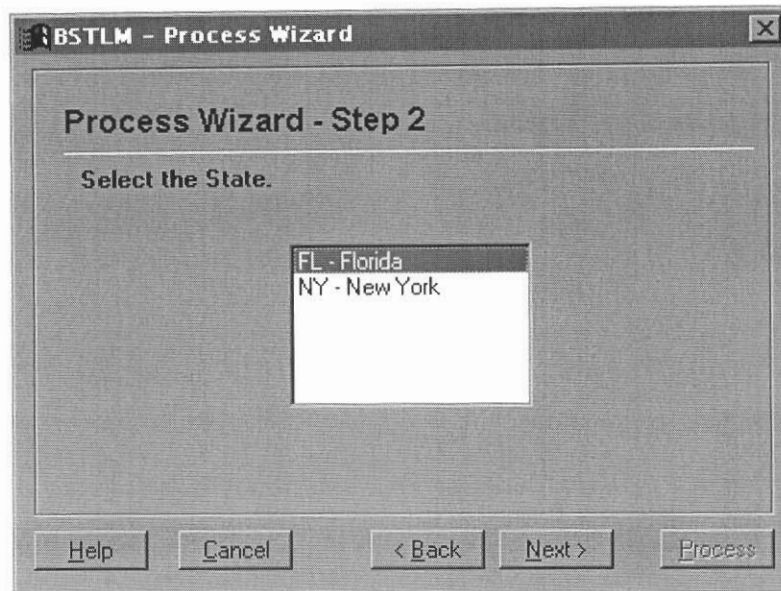 BSTLM - Process Wizard
Process Wizard - Step 2
Select the State.
FL - Florida
NY - New York
Help Cancel < Back Next > Process